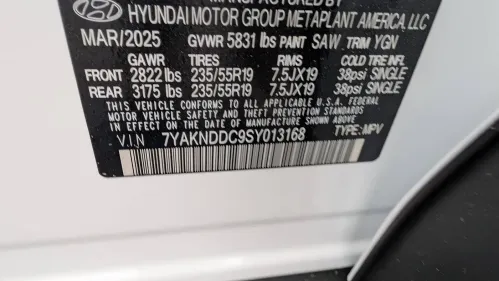 MANUFACTURED BY
HYUNDAI MOTOR GROUP METAPLANT AMERICA, LLC
MAR/2025 GVWR 5831 lbs PAINT SAW TRIM YGN
GAWR TIRES RIMS COLD TIRE INFL
FRONT 2822 lbs 235/55R19 7.5JX19 38psi SINGLE
REAR 3175 lbs 235/55R19 7.5JX19 38psi SINGLE
THIS VEHICLE CONFORMS TO ALL APPLICABLE U.S.A. FEDERAL
MOTOR VEHICLE SAFETY AND THEFT PREVENTION STANDARDS
IN EFFECT ON THE DATE OF MANUFACTURE SHOWN ABOVE.
V.I.N 7YAKNDDC9SY013168 TYPE: MPV